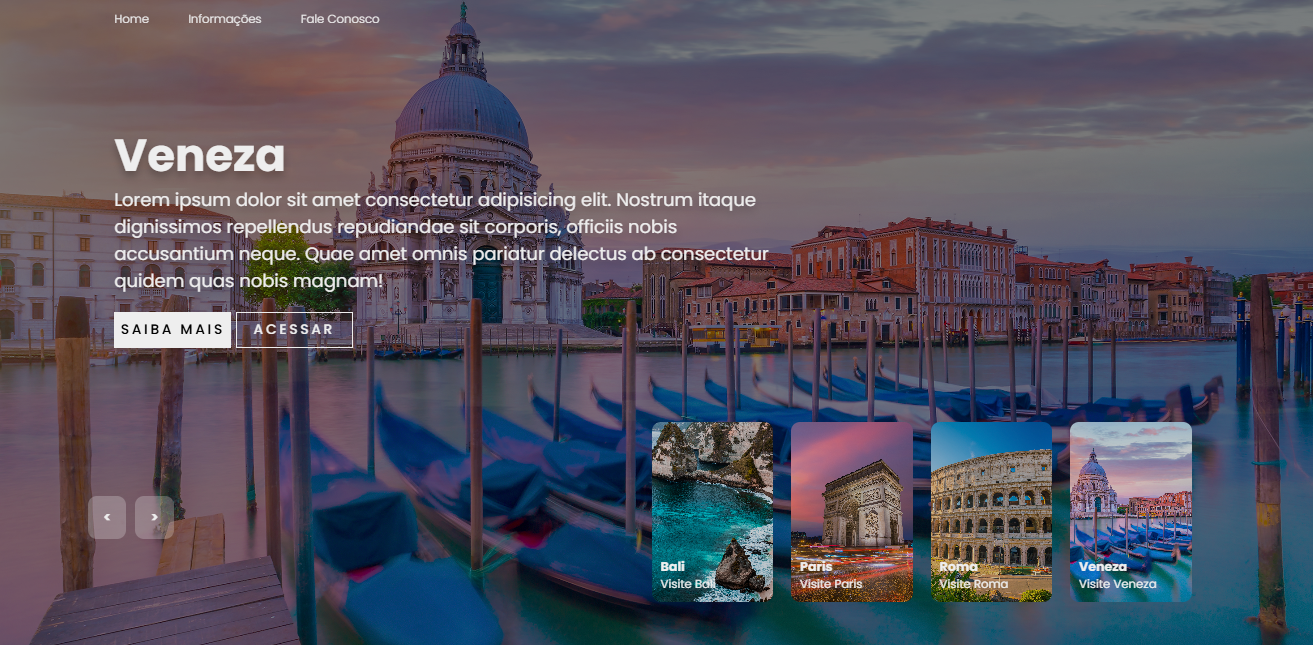 Home Informações Fale Conosco
Veneza
Lorem ipsum dolor sit amet consectetur adipisicing elit. Nostrum itaque
dignissimos repellendus repudiandae sit corporis, officiis nobis
accusantium neque. Quae amet omnis pariatur delectus ab consectetur
quidem quas nobis magnam!
SAIBA MAIS ACESSAR
< >
Bali
Visite Bali
Paris
Visite Paris
Roma
Visite Roma
Veneza
Visite Veneza